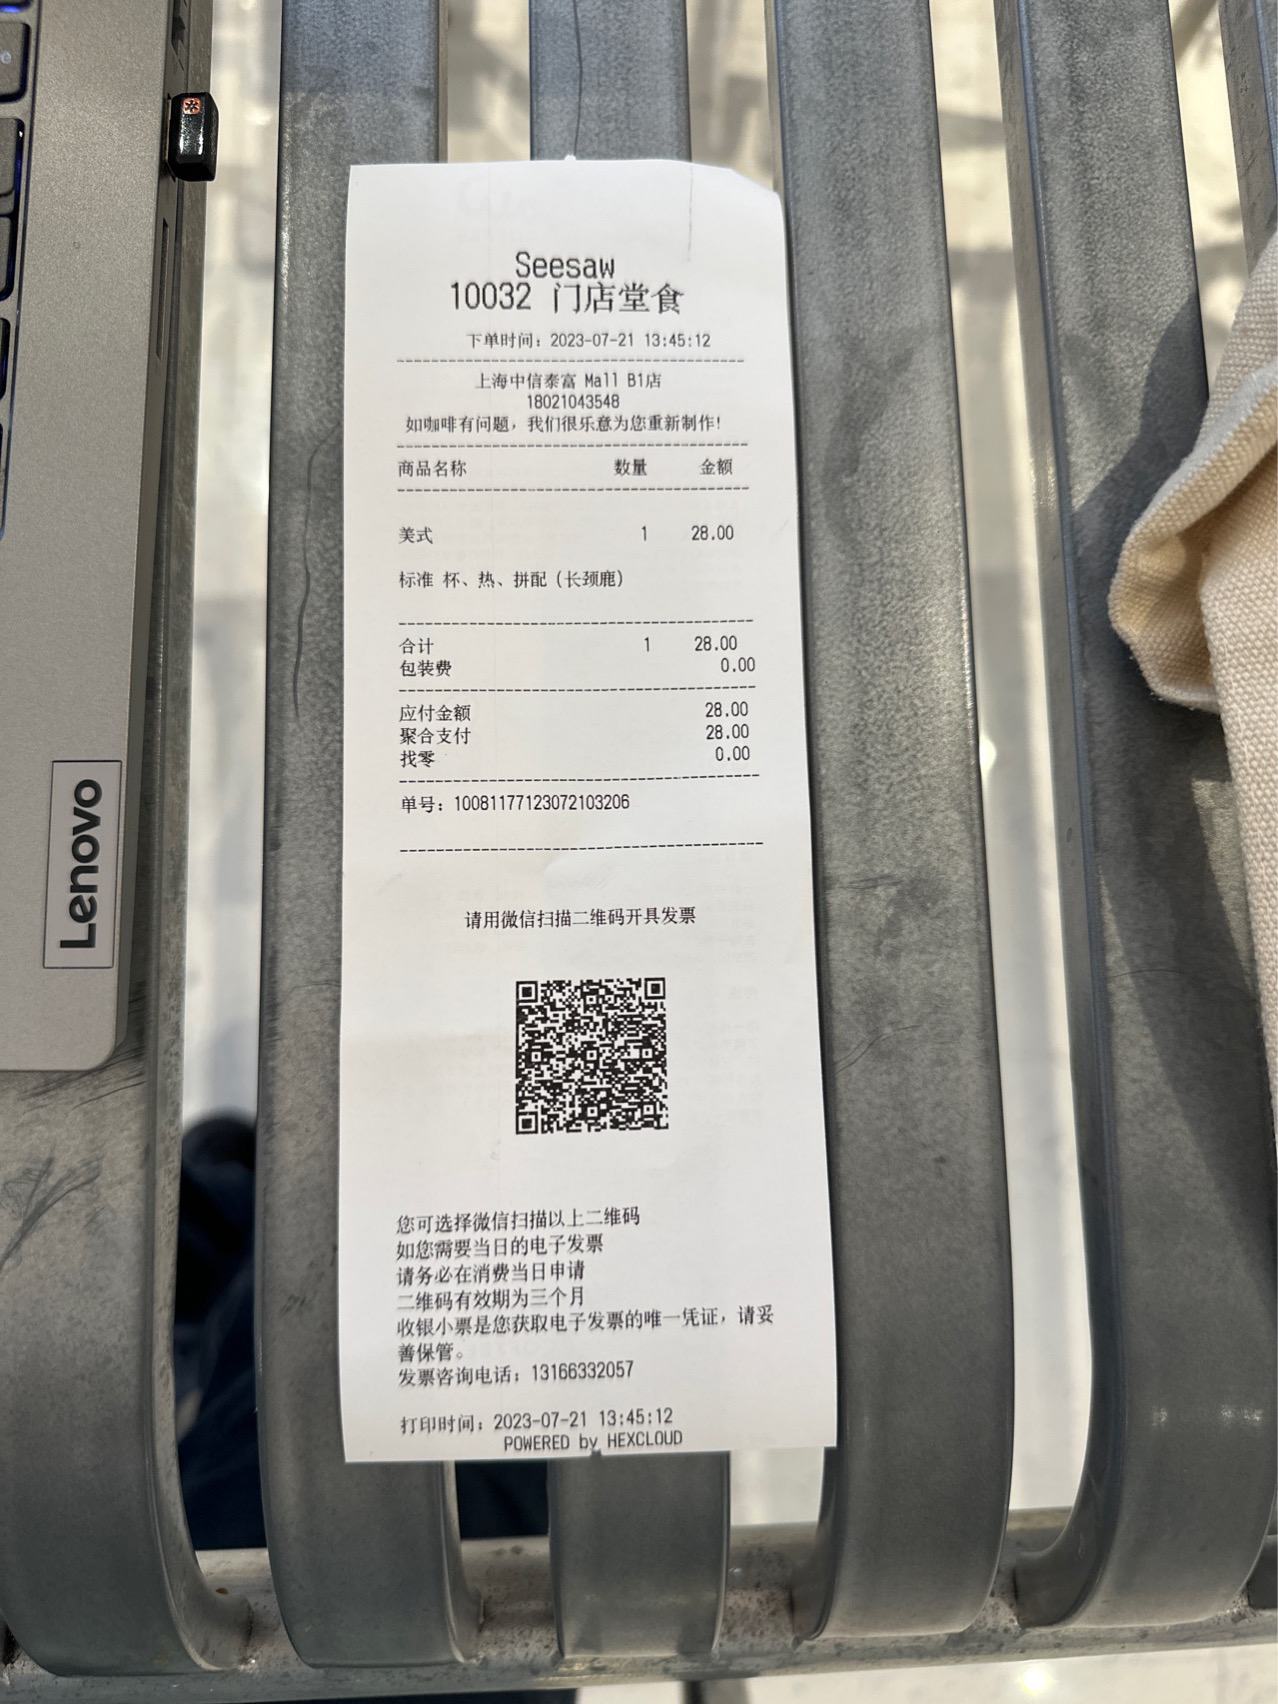 Seesaw
10032 门店堂食
下单时间：2023-07-21 13:45:12
上海中信泰富 Mall B1店
18021043548
如咖啡有问题，我们很乐意为您重新制作！
商品名称 数量 金额
美式 1 28.00
标准 杯、热、拼配（长颈鹿）
合计 1 28.00
包装费 0.00
应付金额 28.00
聚合支付 28.00
找零 0.00
单号：10081177123072103206
请用微信扫描二维码开具发票
您可选择微信扫描以上二维码
如您需要当日的电子发票
请务必在消费当日申请
二维码有效期为三个月
收银小票是您获取电子发票的唯一凭证，请妥
善保管。
发票咨询电话：13166332057
打印时间：2023-07-21 13:45:12
POWERED by HEXCLOUD
Lenovo